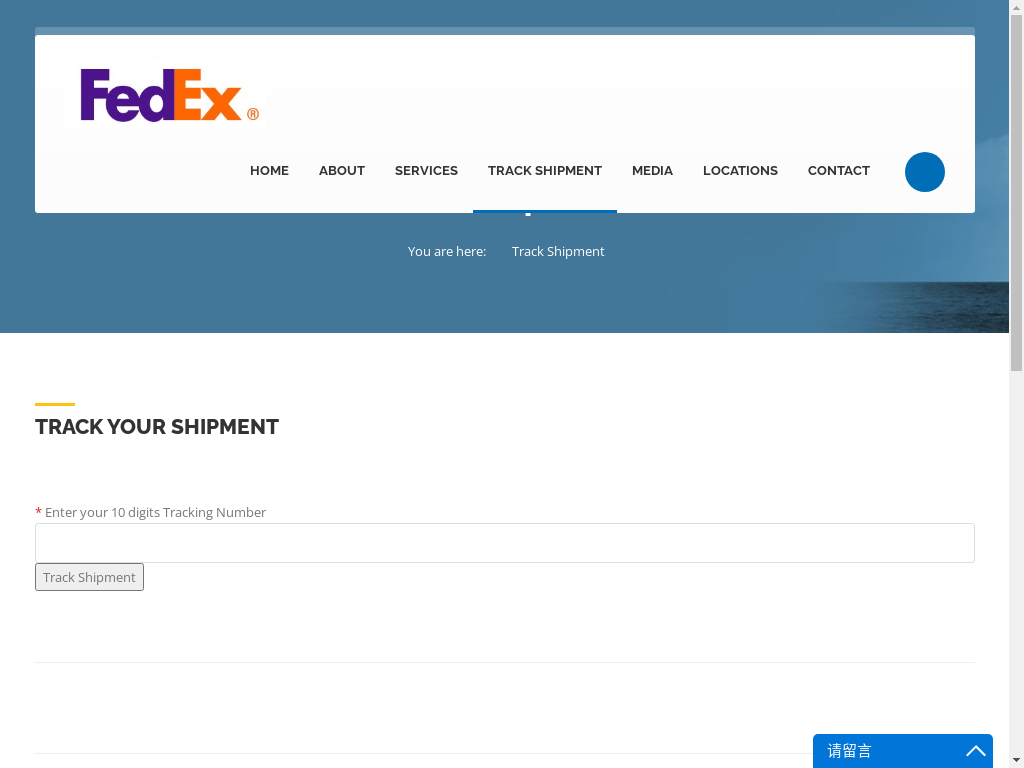 FedEx®
HOME ABOUT SERVICES TRACK SHIPMENT MEDIA LOCATIONS CONTACT
You are here: Track Shipment
TRACK YOUR SHIPMENT
* Enter your 10 digits Tracking Number
Track Shipment
请留言